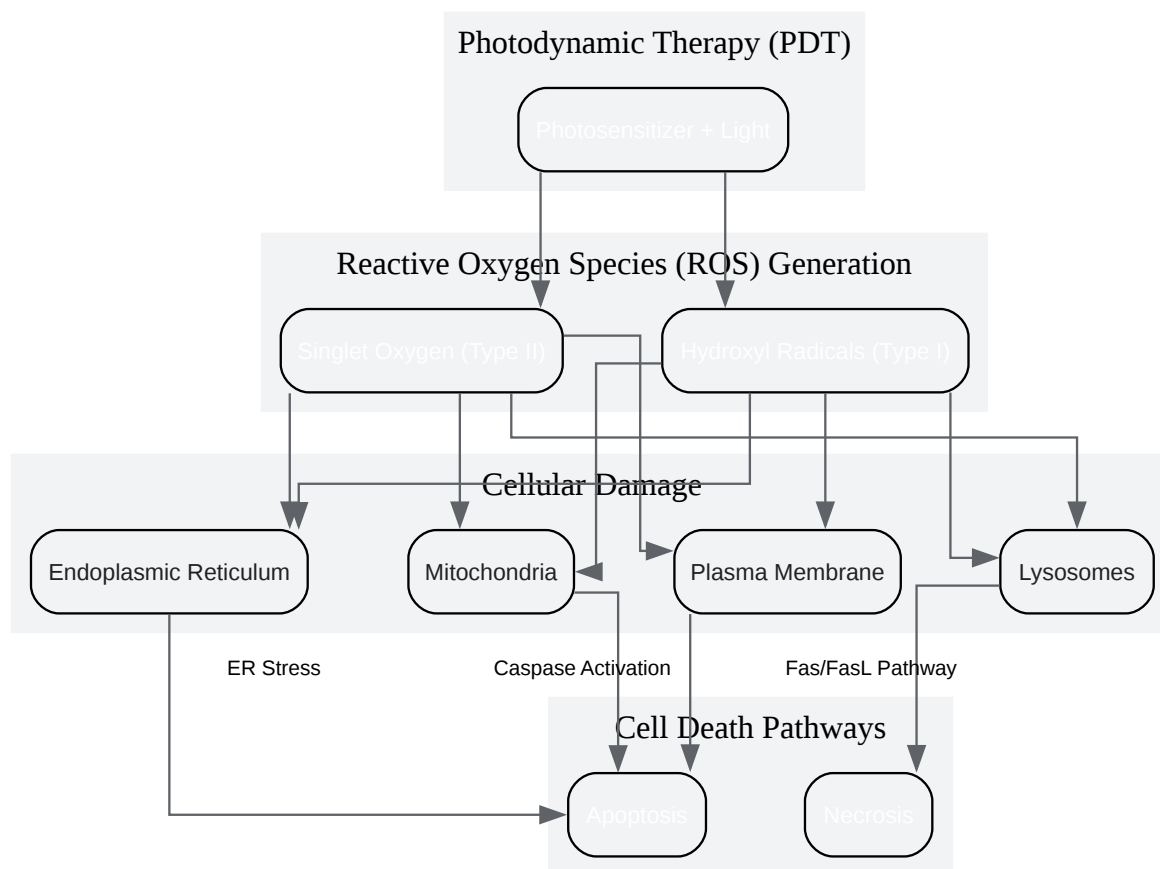 Photodynamic Therapy (PDT)
Photosensitizer + Light
Reactive Oxygen Species (ROS) Generation
Singlet Oxygen (Type II)
Hydroxyl Radicals (Type I)
Cellular Damage
Endoplasmic Reticulum
Mitochondria
Plasma Membrane
Lysosomes
ER Stress
Caspase Activation
Fas/FasL Pathway
Cell Death Pathways
Apoptosis
Necrosis